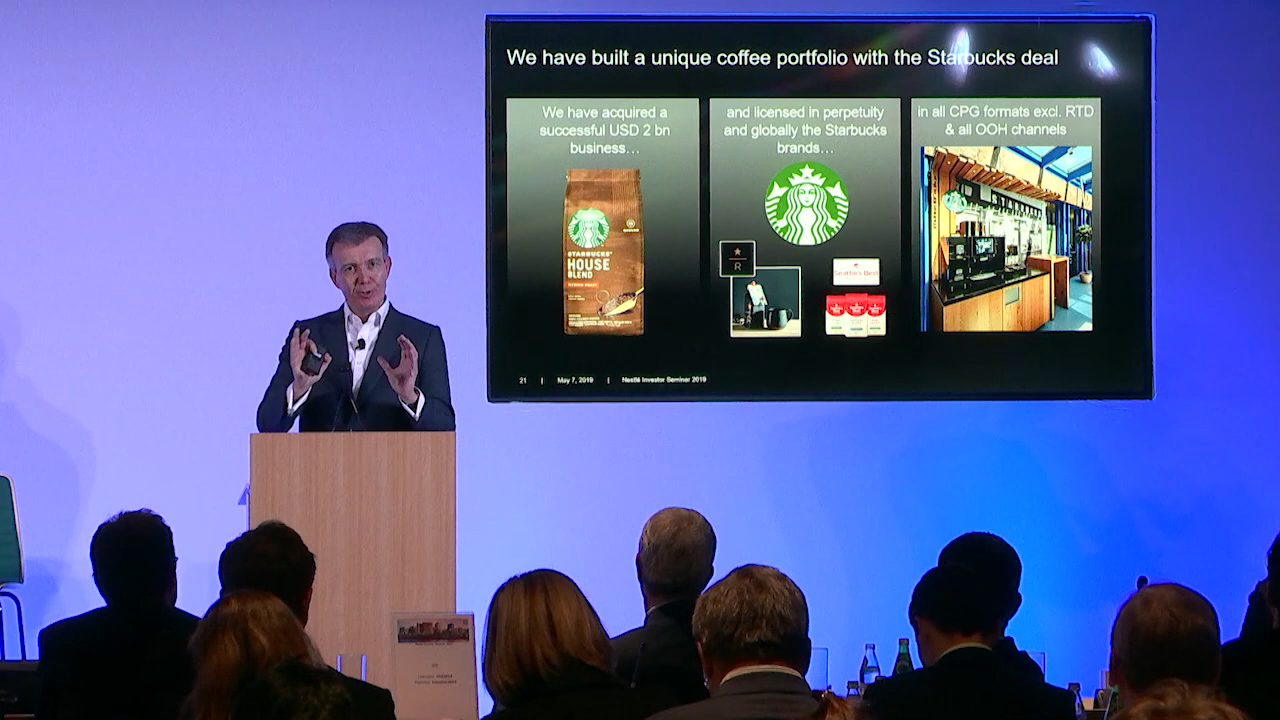 We have built a unique coffee portfolio with the Starbucks deal
We have acquired a
successful USD 2 bn
business…
and licensed in perpetuity
and globally the Starbucks
brands…
in all CPG formats excl. RTD
& all OOH channels
STARBUCKS
HOUSE
BLEND
MEDIUM ROAST
R
Seattle's Best
21 | May 7, 2019 | Nestlé Investor Seminar 2019